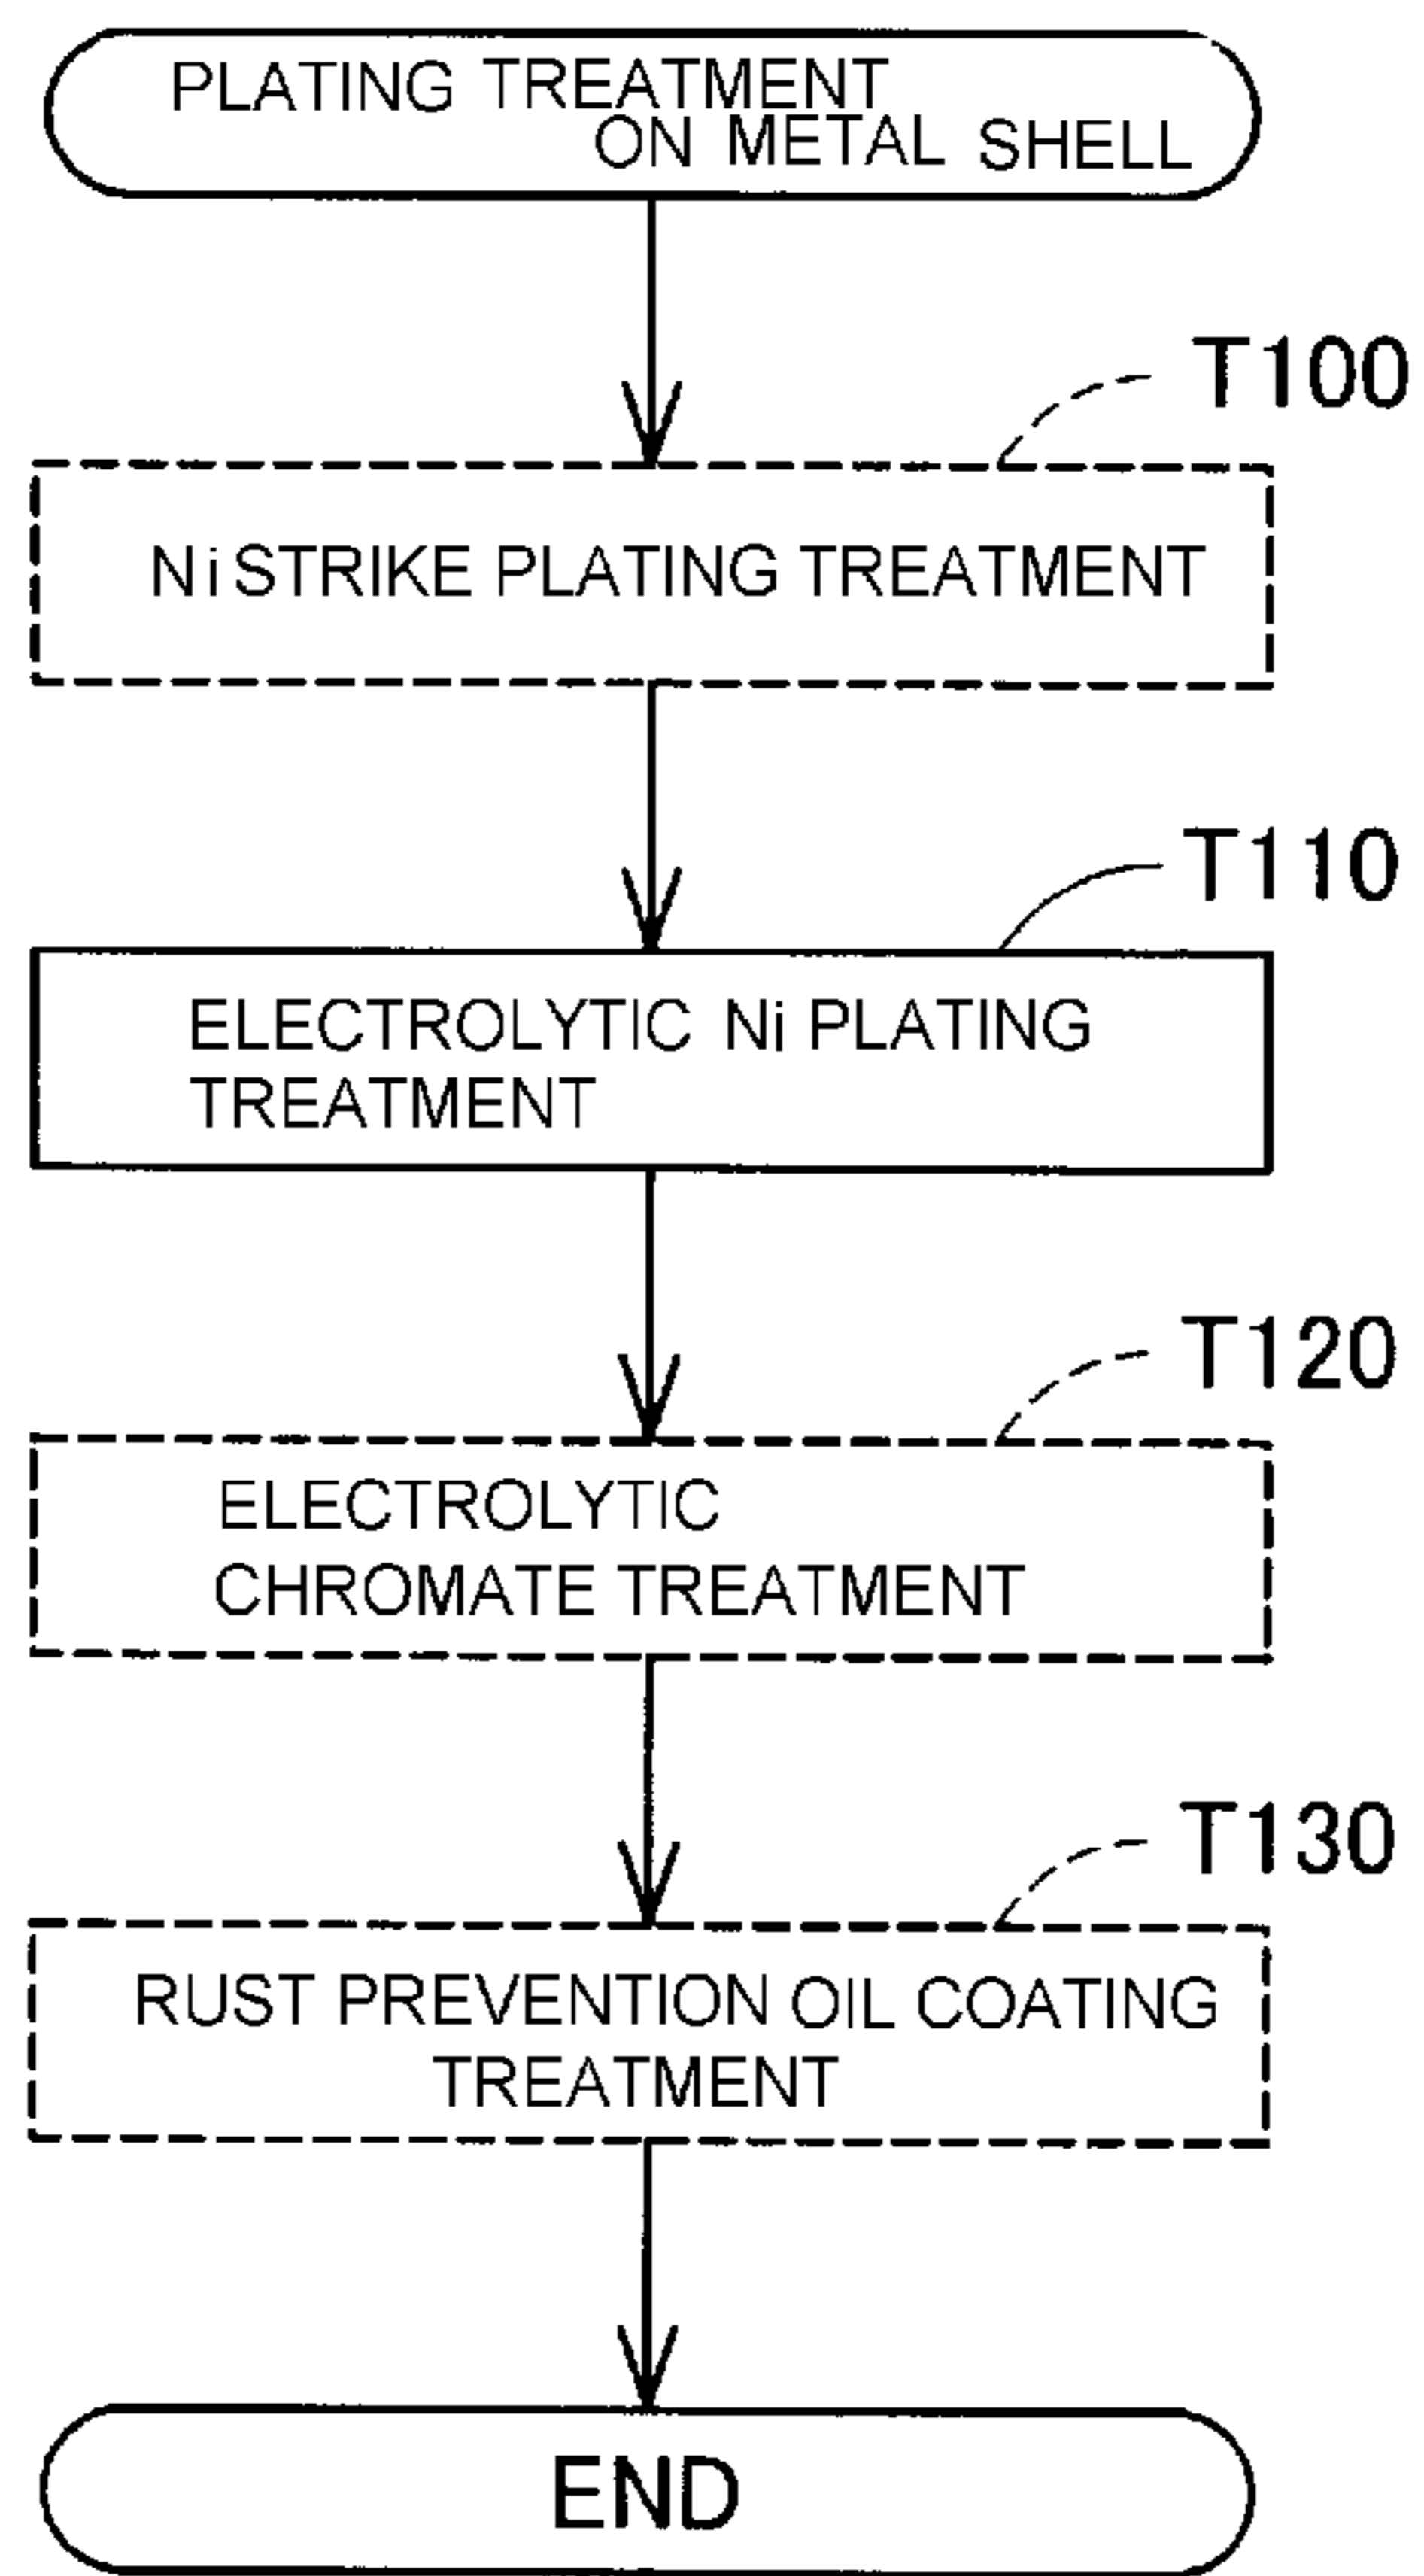 PLATING TREATMENT
ON METAL SHELL
T100
Ni STRIKE PLATING TREATMENT
T110
ELECTROLYTIC Ni PLATING
TREATMENT
T120
ELECTROLYTIC
CHROMATE TREATMENT
T130
RUST PREVENTION OIL COATING
TREATMENT
END